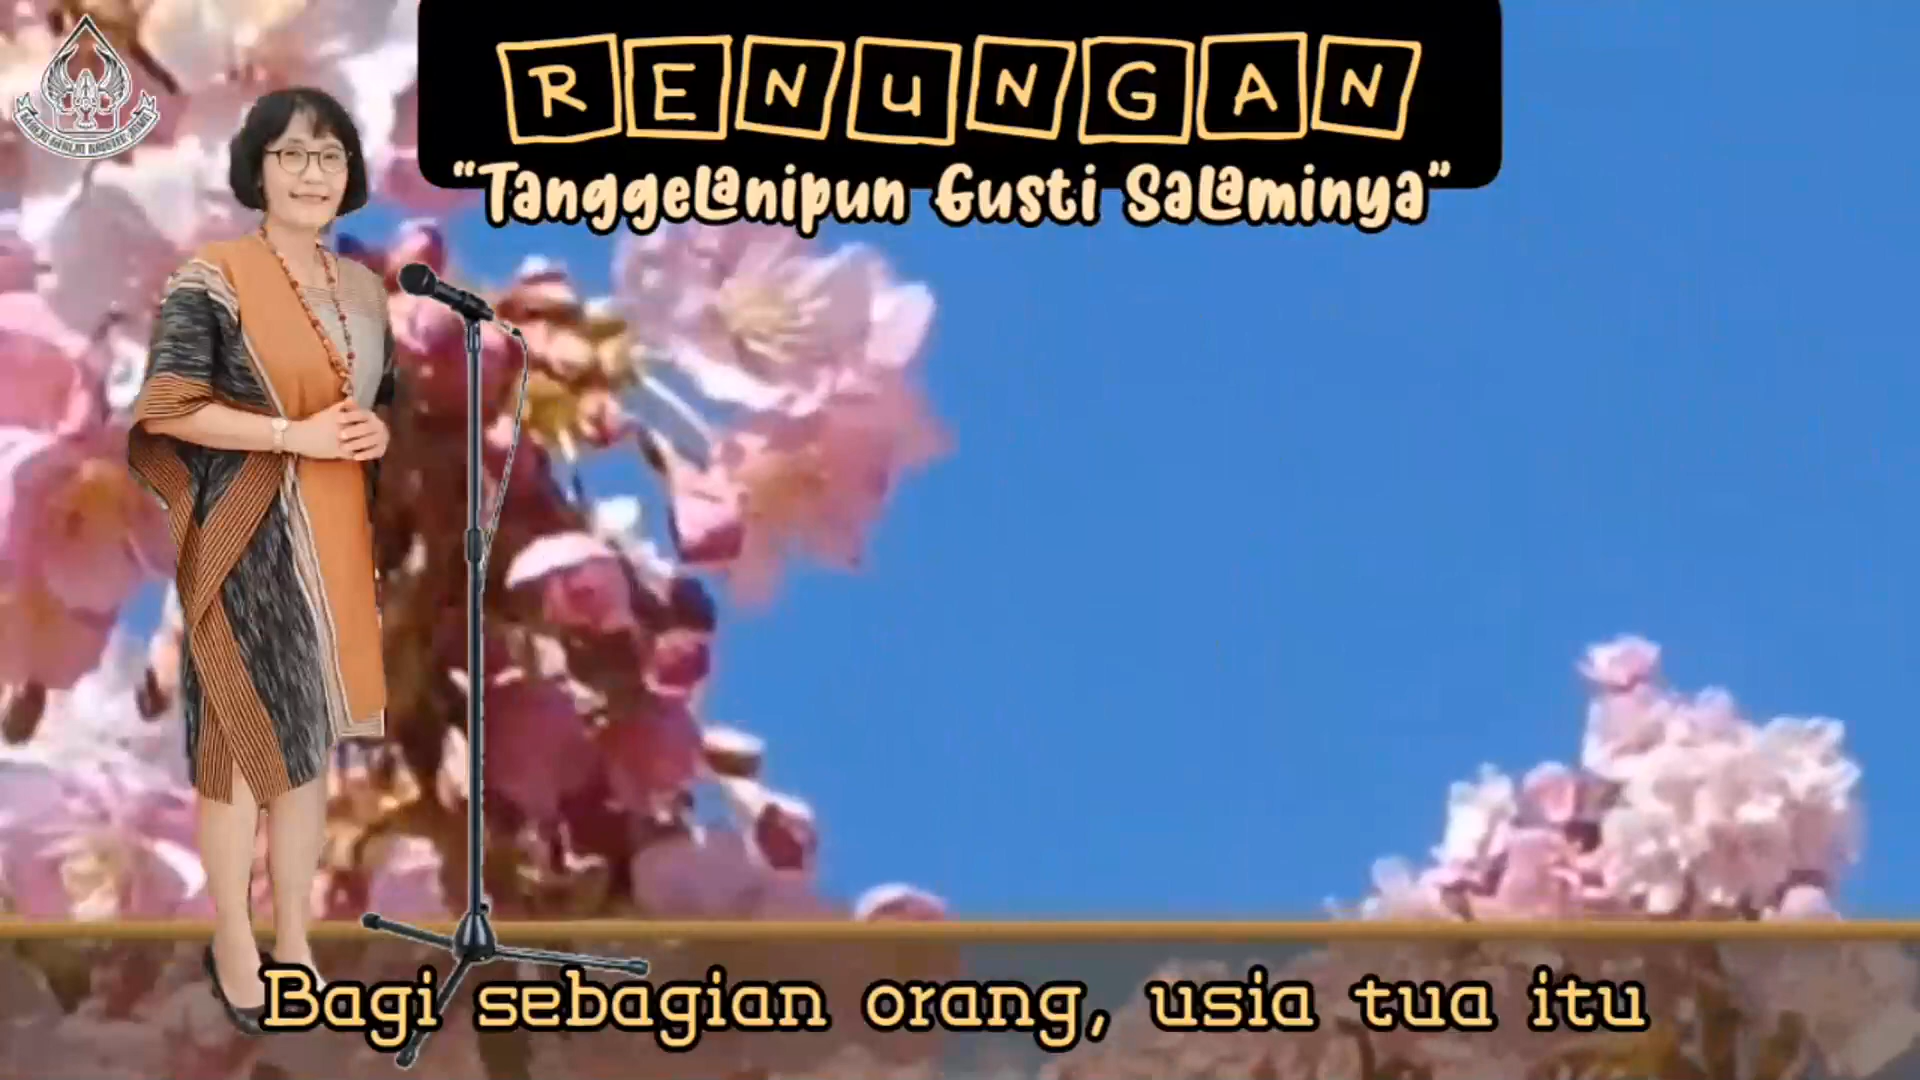 RENUNGAN
“Tanggelanipun Gusti Salaminya”
Bagi sebagian orang, usia tua itu